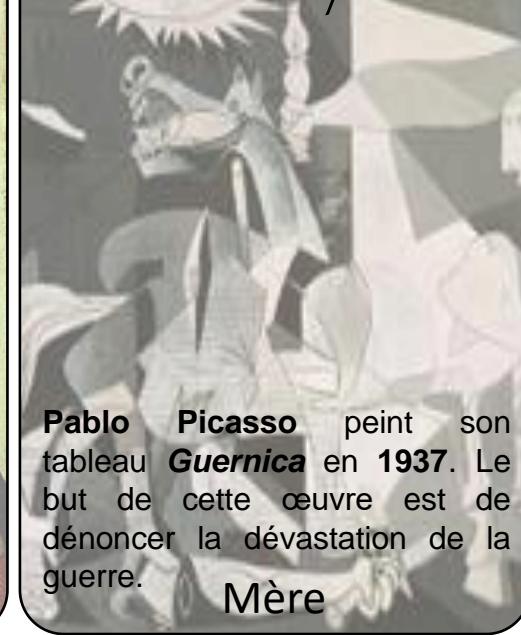 7
Pablo Picasso peint son
tableau Guernica en 1937. Le
but de cette œuvre est de
dénoncer la dévastation de la
guerre.
Mère